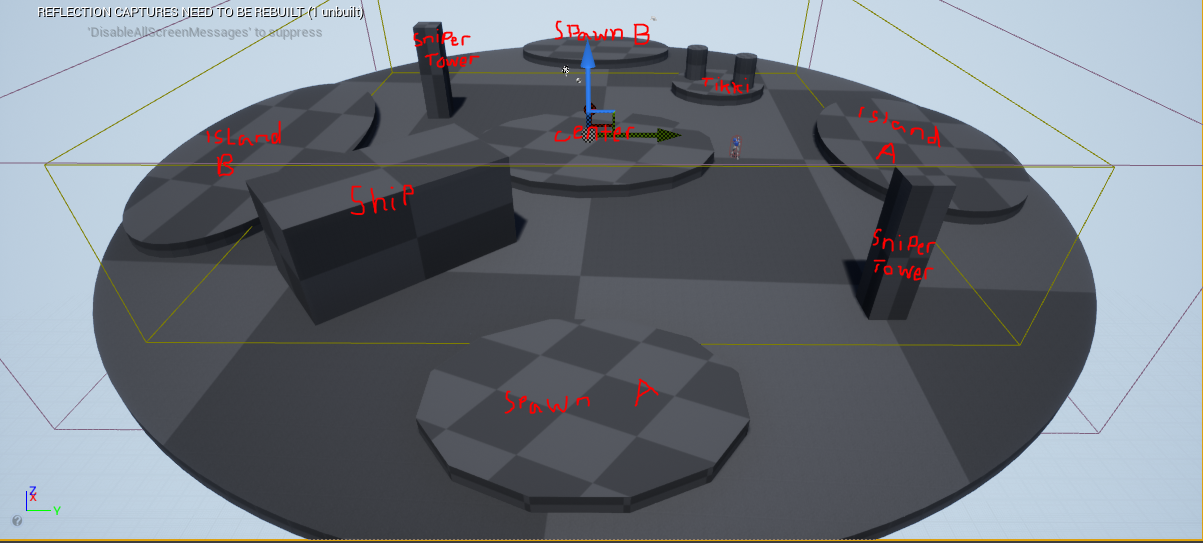 REFLECTION CAPTURES NEED TO BE REBUILT (1 unbuilt)
'DisableAllScreenMessages' to suppress
Spawn B
Sniper
Tower
Tikki
Island
B
Center
Island
A
Ship
Sniper
Tower
Spawn A
Z
X
Y
?